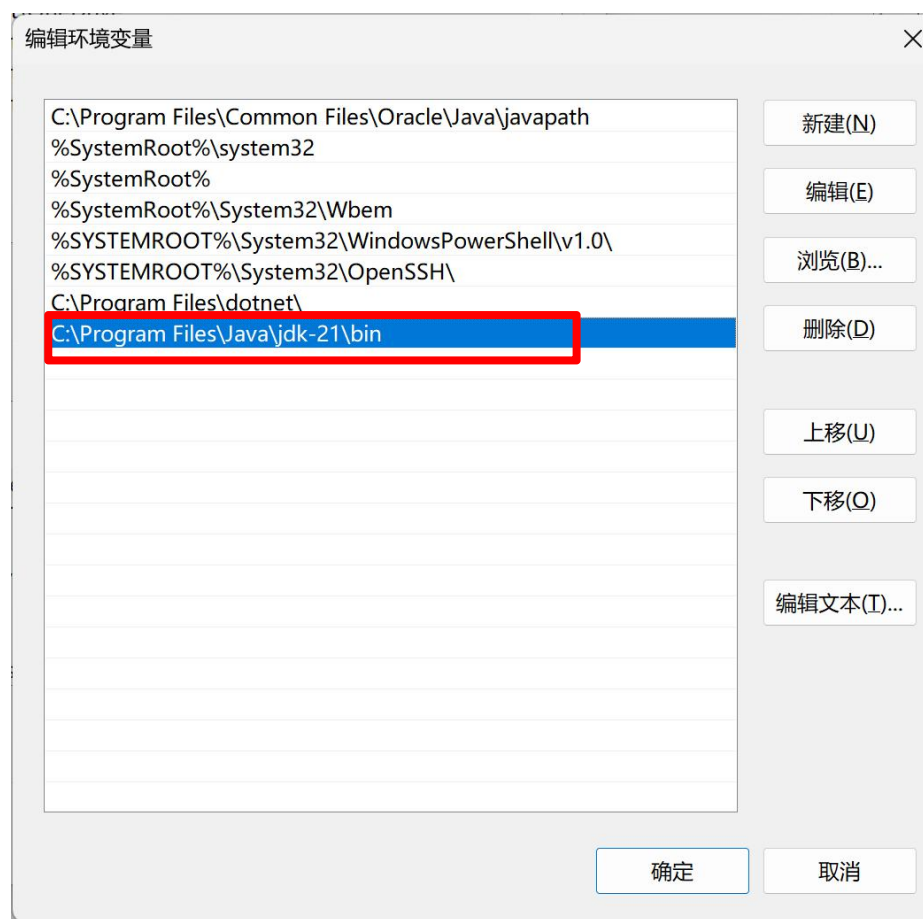 编辑环境变量
C:\Program Files\Common Files\Oracle\Java\javapath
%SystemRoot%\system32
%SystemRoot%
%SystemRoot%\System32\Wbem
%SYSTEMROOT%\System32\WindowsPowerShell\v1.0\
%SYSTEMROOT%\System32\OpenSSH\
C:\Program Files\dotnet\
C:\Program Files\Java\jdk-21\bin
新建(N)
编辑(E)
浏览(B)...
删除(D)
上移(U)
下移(O)
编辑文本(T)...
确定
取消